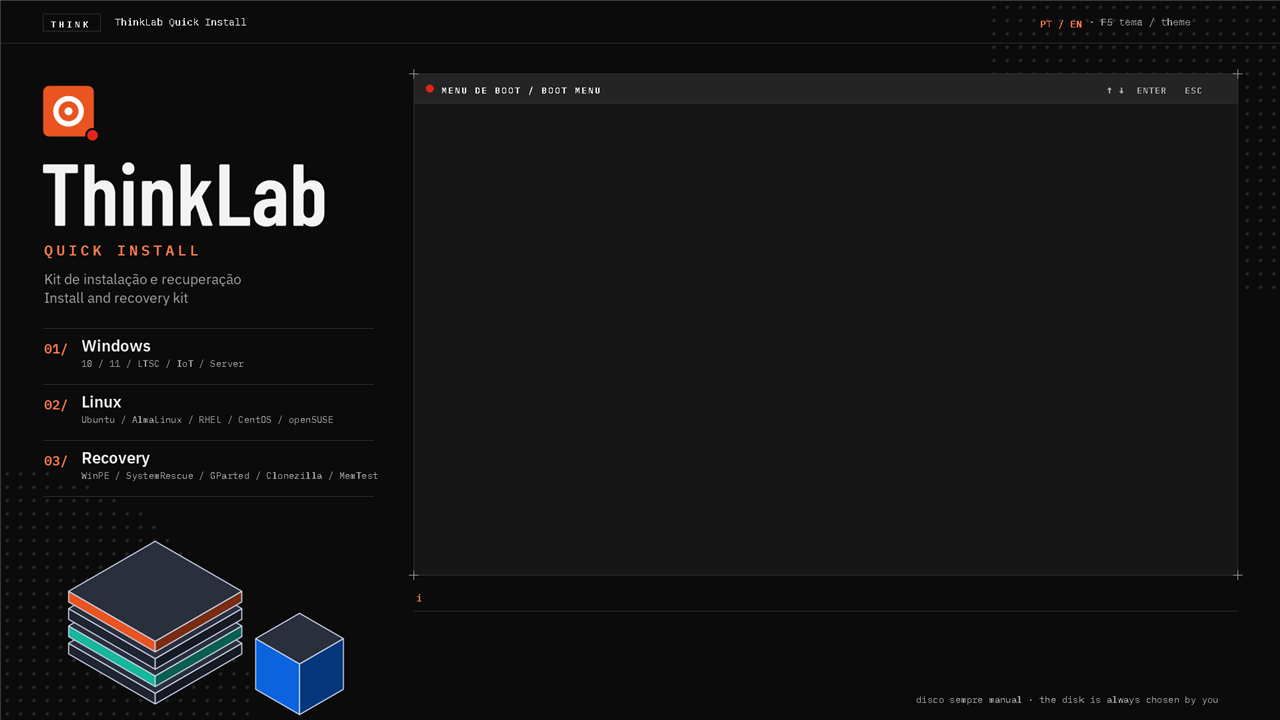 THINK ThinkLab Quick Install
PT / EN · F5 tema / theme
MENU DE BOOT / BOOT MENU
↑ ↓ ENTER ESC
ThinkLab
QUICK INSTALL
Kit de instalação e recuperação
Install and recovery kit
01/ Windows
10 / 11 / LTSC / IoT / Server
02/ Linux
Ubuntu / AlmaLinux / RHEL / CentOS / openSUSE
03/ Recovery
WinPE / SystemRescue / GParted / Clonezilla / MemTest
i
disco sempre manual · the disk is always chosen by you